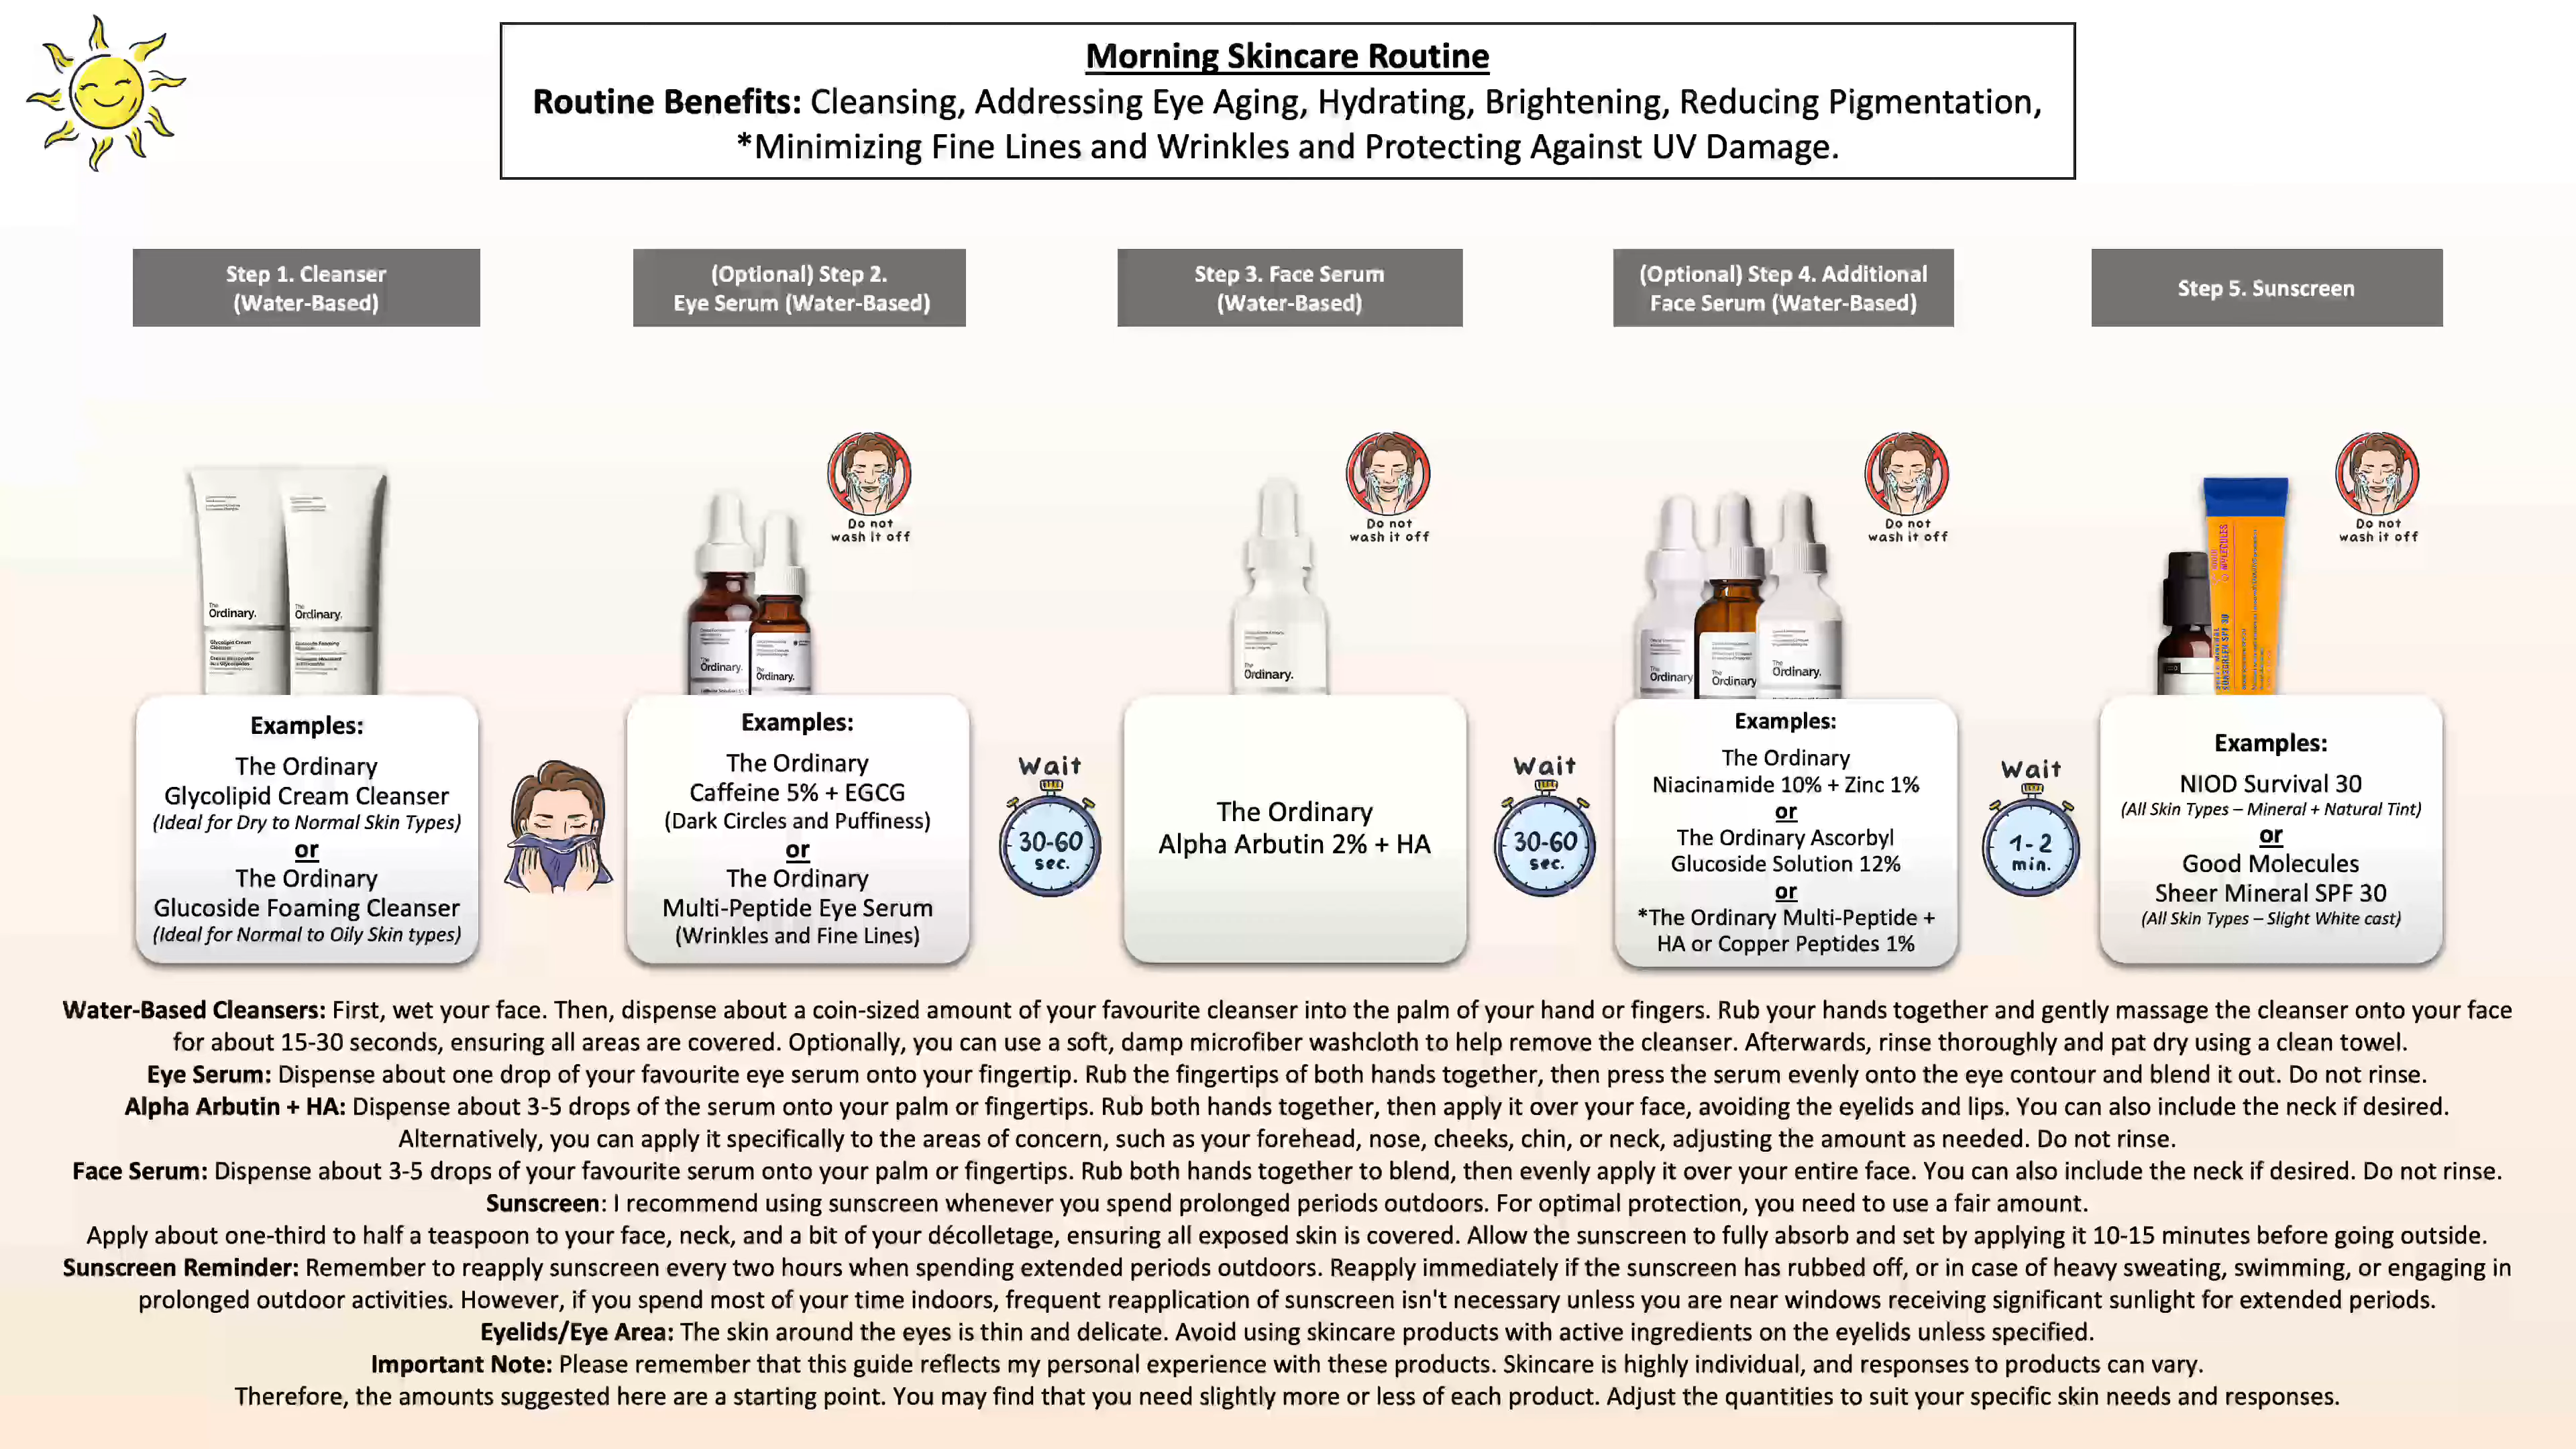 Morning Skincare Routine
Routine Benefits: Cleansing, Addressing Eye Aging, Hydrating, Brightening, Reducing Pigmentation,
*Minimizing Fine Lines and Wrinkles and Protecting Against UV Damage.
Step 1. Cleanser
(Water-Based)
(Optional) Step 2.
Eye Serum (Water-Based)
Step 3. Face Serum
(Water-Based)
(Optional) Step 4. Additional
Face Serum (Water-Based)
Step 5. Sunscreen
Do not
wash it off
Do not
wash it off
Do not
wash it off
Do not
wash it off
The
Ordinary.
Glycolipid Cream
Cleanser
The
Ordinary.
The
Ordinary.
The
Ordinary.
The
Ordinary.
The
Ordinary
The
Ordinary
The
Ordinary.
SUNSCREEN SPF 30
Examples:
The Ordinary
Glycolipid Cream Cleanser
(Ideal for Dry to Normal Skin Types)
or
The Ordinary
Glucoside Foaming Cleanser
(Ideal for Normal to Oily Skin types)
Examples:
The Ordinary
Caffeine 5% + EGCG
(Dark Circles and Puffiness)
or
The Ordinary
Multi-Peptide Eye Serum
(Wrinkles and Fine Lines)
Wait
30-60
sec.
The Ordinary
Alpha Arbutin 2% + HA
Wait
30-60
sec.
Examples:
The Ordinary
Niacinamide 10% + Zinc 1%
or
The Ordinary Ascorbyl
Glucoside Solution 12%
or
*The Ordinary Multi-Peptide +
HA or Copper Peptides 1%
Wait
1-2
min.
Examples:
NIOD Survival 30
(All Skin Types – Mineral + Natural Tint)
or
Good Molecules
Sheer Mineral SPF 30
(All Skin Types – Slight White cast)
Water-Based Cleansers: First, wet your face. Then, dispense about a coin-sized amount of your favourite cleanser into the palm of your hand or fingers. Rub your hands together and gently massage the cleanser onto your face
for about 15-30 seconds, ensuring all areas are covered. Optionally, you can use a soft, damp microfiber washcloth to help remove the cleanser. Afterwards, rinse thoroughly and pat dry using a clean towel.
Eye Serum: Dispense about one drop of your favourite eye serum onto your fingertip. Rub the fingertips of both hands together, then press the serum evenly onto the eye contour and blend it out. Do not rinse.
Alpha Arbutin + HA: Dispense about 3-5 drops of the serum onto your palm or fingertips. Rub both hands together, then apply it over your face, avoiding the eyelids and lips. You can also include the neck if desired.
Alternatively, you can apply it specifically to the areas of concern, such as your forehead, nose, cheeks, chin, or neck, adjusting the amount as needed. Do not rinse.
Face Serum: Dispense about 3-5 drops of your favourite serum onto your palm or fingertips. Rub both hands together to blend, then evenly apply it over your entire face. You can also include the neck if desired. Do not rinse.
Sunscreen: I recommend using sunscreen whenever you spend prolonged periods outdoors. For optimal protection, you need to use a fair amount.
Apply about one-third to half a teaspoon to your face, neck, and a bit of your décolletage, ensuring all exposed skin is covered. Allow the sunscreen to fully absorb and set by applying it 10-15 minutes before going outside.
Sunscreen Reminder: Remember to reapply sunscreen every two hours when spending extended periods outdoors. Reapply immediately if the sunscreen has rubbed off, or in case of heavy sweating, swimming, or engaging in
prolonged outdoor activities. However, if you spend most of your time indoors, frequent reapplication of sunscreen isn't necessary unless you are near windows receiving significant sunlight for extended periods.
Eyelids/Eye Area: The skin around the eyes is thin and delicate. Avoid using skincare products with active ingredients on the eyelids unless specified.
Important Note: Please remember that this guide reflects my personal experience with these products. Skincare is highly individual, and responses to products can vary.
Therefore, the amounts suggested here are a starting point. You may find that you need slightly more or less of each product. Adjust the quantities to suit your specific skin needs and responses.